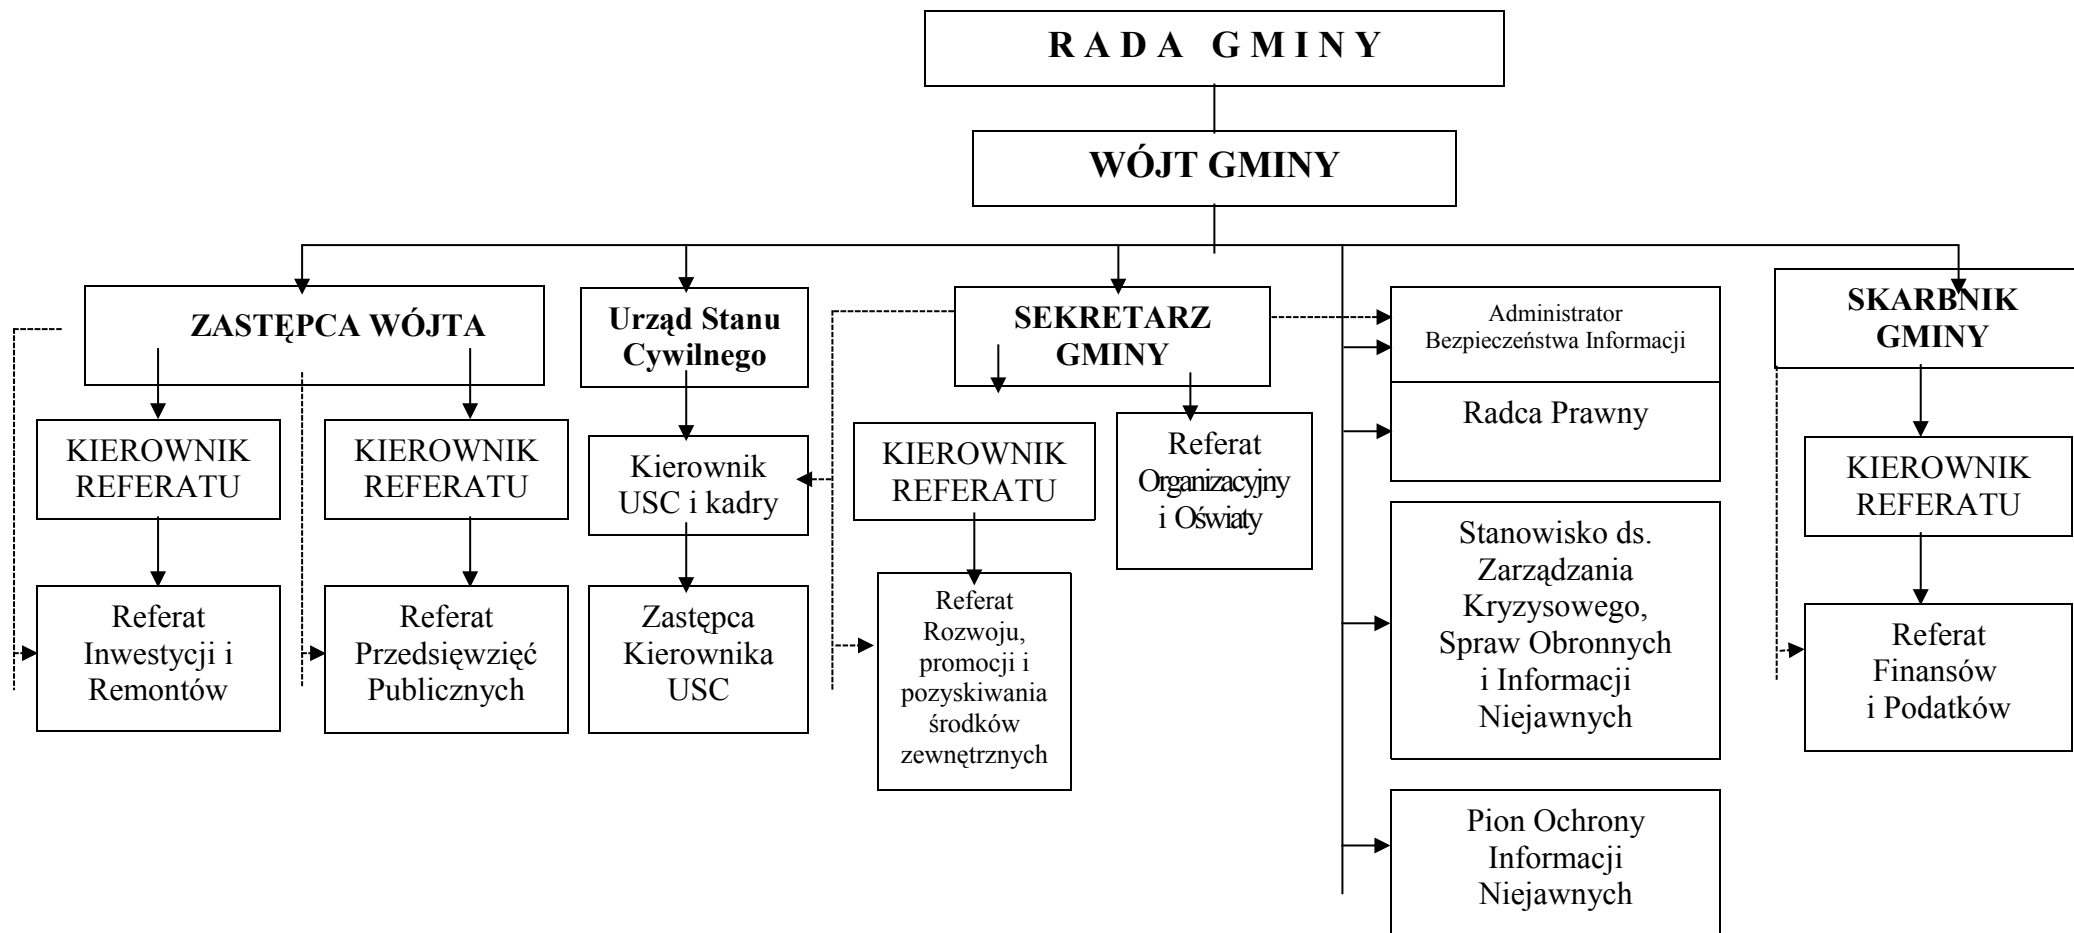 RADA GMINY
WÓJT GMINY
ZASTĘPCA WÓJTA
Urząd Stanu
Cywilnego
SEKRETARZ
GMINY
Administrator
Bezpieczeństwa Informacji
SKARBNIK
GMINY
Radca Prawny
KIEROWNIK
REFERATU
KIEROWNIK
REFERATU
Kierownik
USC i kadry
KIEROWNIK
REFERATU
Referat
Organizacyjny
i Oświaty
KIEROWNIK
REFERATU
Stanowisko ds.
Zarządzania
Kryzysowego,
Spraw Obronnych
i Informacji
Niejawnych
Referat
Inwestycji i
Remontów
Referat
Przedsięwzięć
Publicznych
Zastępca
Kierownika
USC
Referat
Rozwoju,
promocji i
pozyskiwania
środków
zewnętrznych
Referat
Finansów
i Podatków
Pion Ochrony
Informacji
Niejawnych